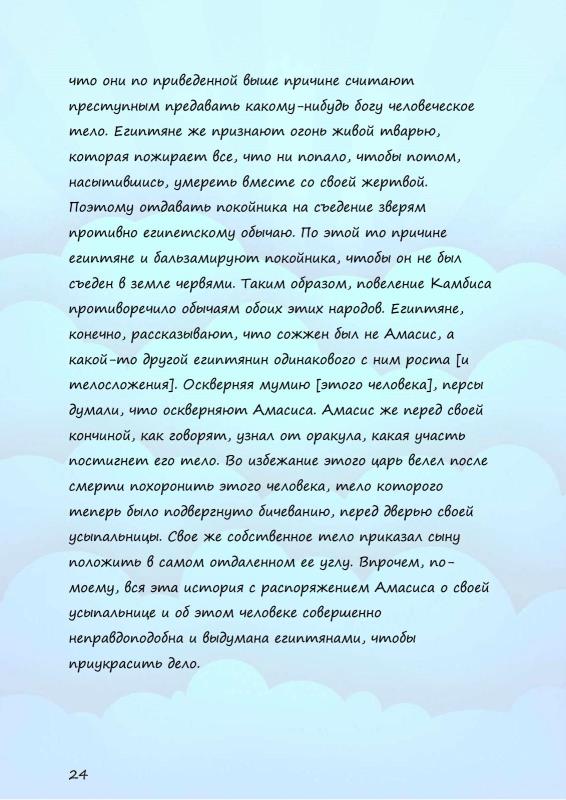 что они по приведенной выше причине считают
преступным предавать какому-нибудь богу человеческое
тело. Египтяне же признают огонь живой тварью,
которая пожирает все, что ни попало, чтобы потом,
насытившись, умереть вместе со своей жертвой.
Поэтому отдавать покойника на съедение зверям
противно египетскому обычаю. По этой то причине
египтяне и бальзамируют покойника, чтобы он не был
съеден в земле червями. Таким образом, повеление Камбиса
противоречило обычаям обоих этих народов. Египтяне,
конечно, рассказывают, что сожжен был не Амасис, а
какой-то другой египтянин одинакового с ним роста [и
телосложения]. Оскверняя мумию [этого человека], персы
думали, что оскверняют Амасиса. Амасис же перед своей
кончиной, как говорят, узнал от оракула, какая участь
постигнет его тело. Во избежание этого царь велел после
смерти похоронить этого человека, тело которого
теперь было подвергнуто бичеванию, перед дверью своей
усыпальницы. Свое же собственное тело приказал сыну
положить в самом отдаленном ее углу. Впрочем, по-
моему, вся эта история с распоряжением Амасиса о своей
усыпальнице и об этом человеке совершенно
неправдоподобна и выдумана египтянами, чтобы
приукрасить дело.
24